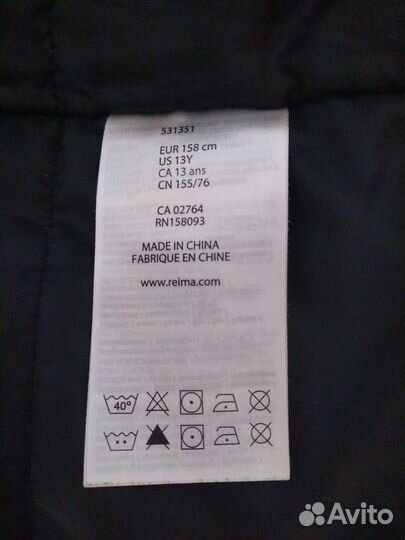 531351
EUR 158 cm
US 13Y
CA 13 ans
CN 155/76
CA 02764
RN158093
MADE IN CHINA
FABRIQUE EN CHINE
www.reima.com
40°
Avito